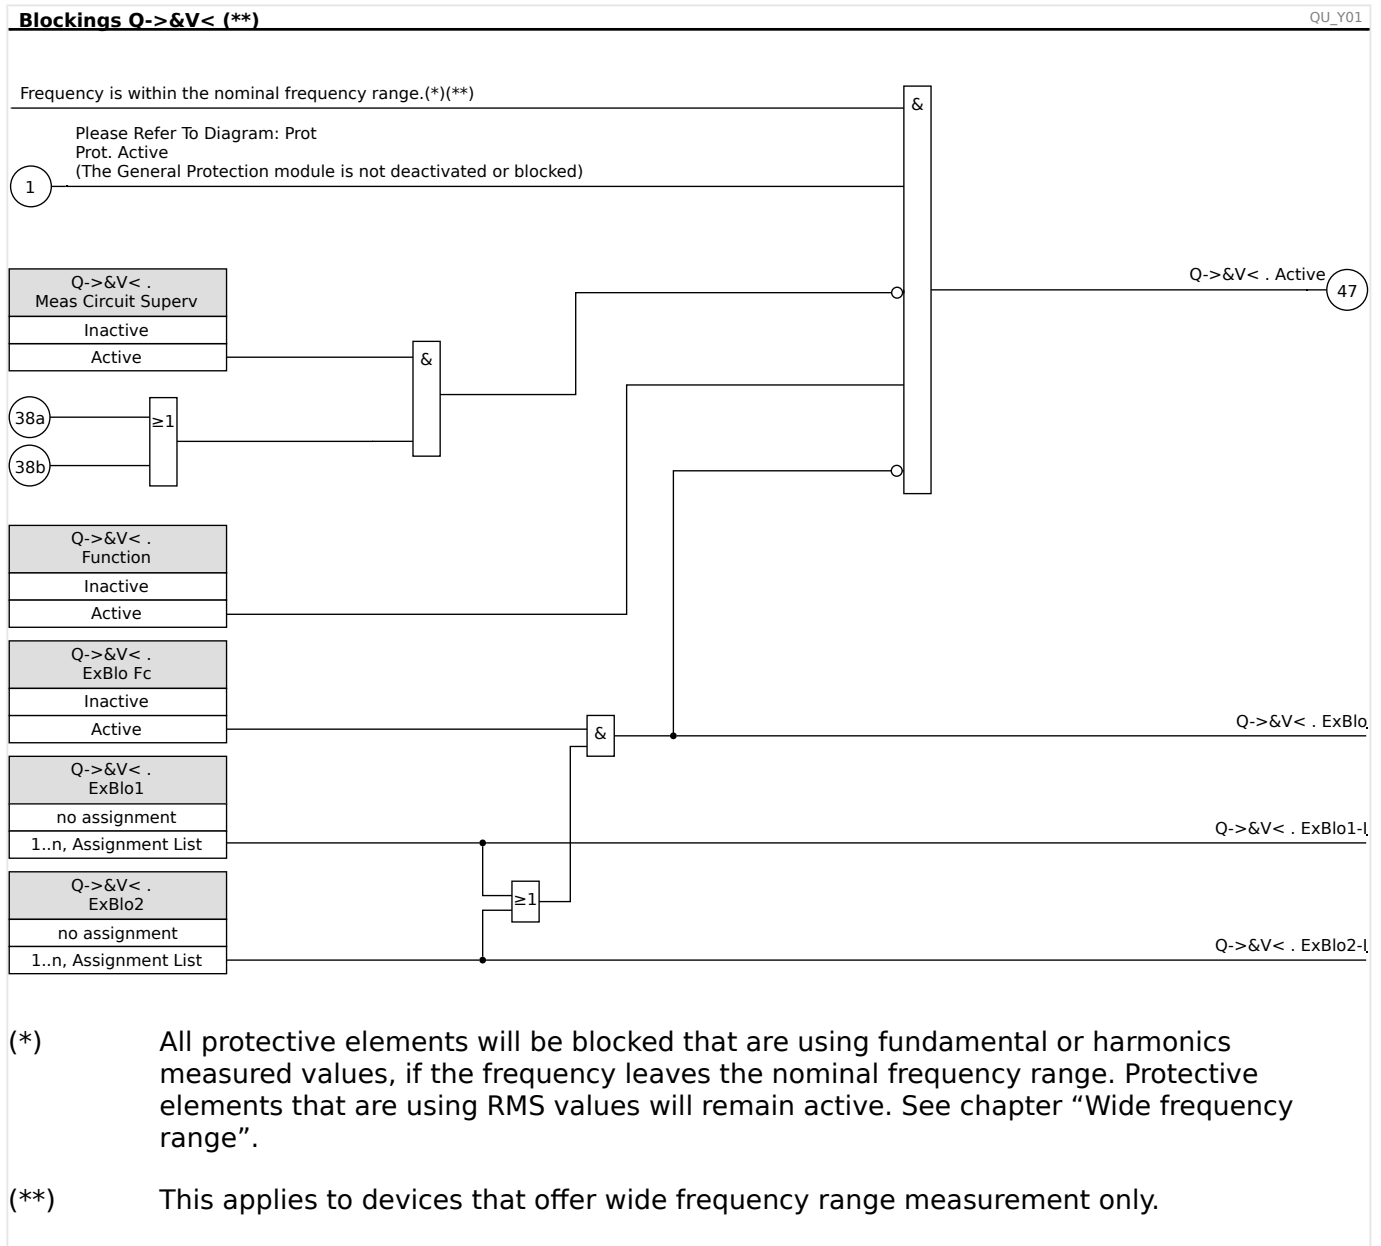 Blockings Q->&V< (**)
QU_Y01
Frequency is within the nominal frequency range.(*)(**)
&
Please Refer To Diagram: Prot
Prot. Active
(The General Protection module is not deactivated or blocked)
1
Q->&V< .
Meas Circuit Superv
Inactive
Active
Q->&V< . Active
47
&
38a
≥1
38b
Q->&V< .
Function
Inactive
Active
Q->&V< .
ExBlo Fc
Inactive
Active
&
Q->&V< . ExBlo
Q->&V< .
ExBlo1
no assignment
1..n, Assignment List
Q->&V< . ExBlo1-I
Q->&V< .
ExBlo2
no assignment
1..n, Assignment List
≥1
Q->&V< . ExBlo2-I
(*) All protective elements will be blocked that are using fundamental or harmonics
measured values, if the frequency leaves the nominal frequency range. Protective
elements that are using RMS values will remain active. See chapter “Wide frequency
range”.
(**) This applies to devices that offer wide frequency range measurement only.